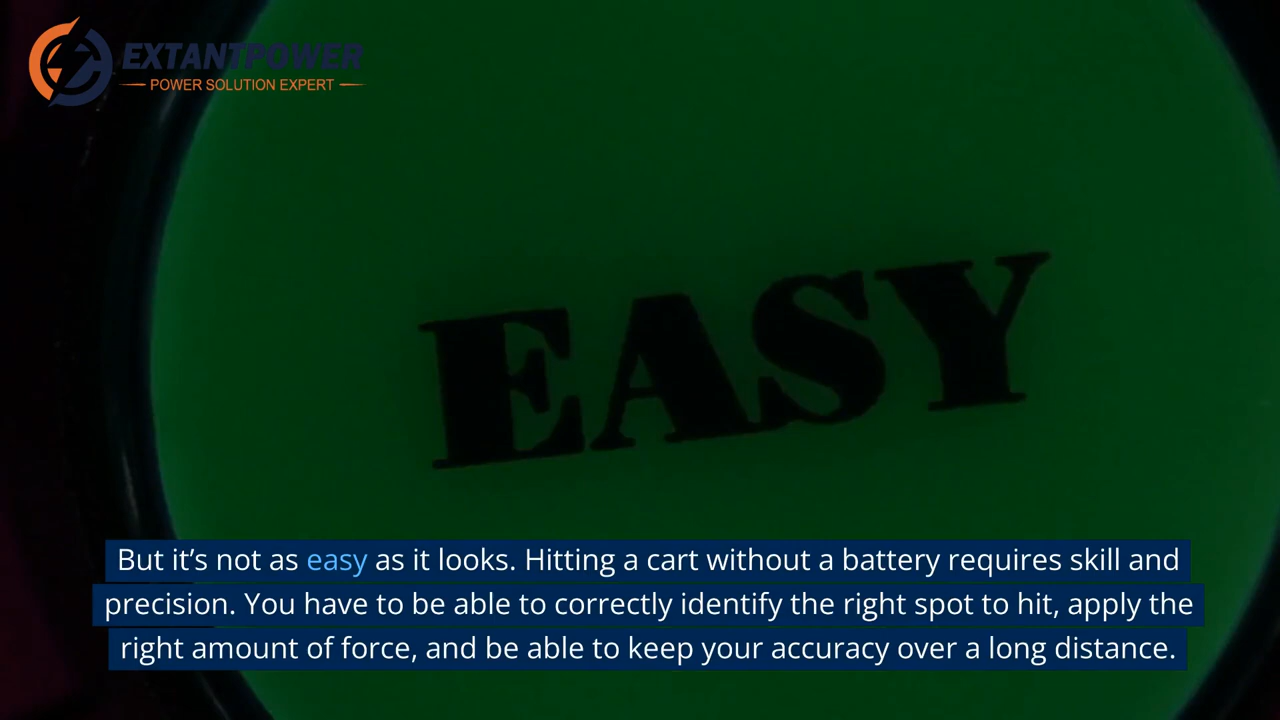 EXTANTPOWER
POWER SOLUTION EXPERT
EASY
But it’s not as easy as it looks. Hitting a cart without a battery requires skill and
precision. You have to be able to correctly identify the right spot to hit, apply the
right amount of force, and be able to keep your accuracy over a long distance.